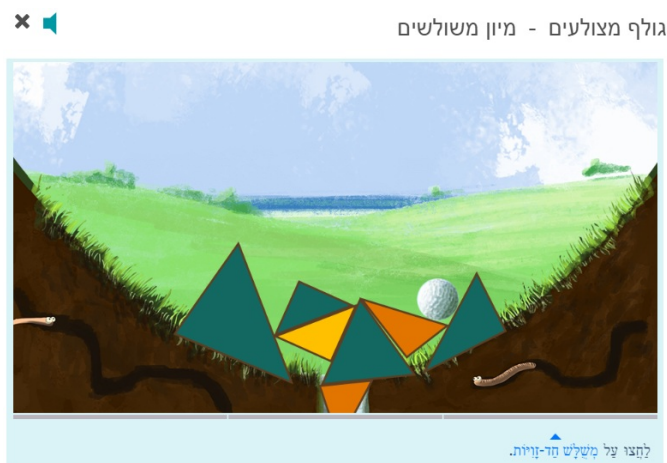 גולף מצולעים - מיון משולשים
לַחֲצוּ עַל מְשֻׁלָּשׁ חַד-זָוִיּוֹת.